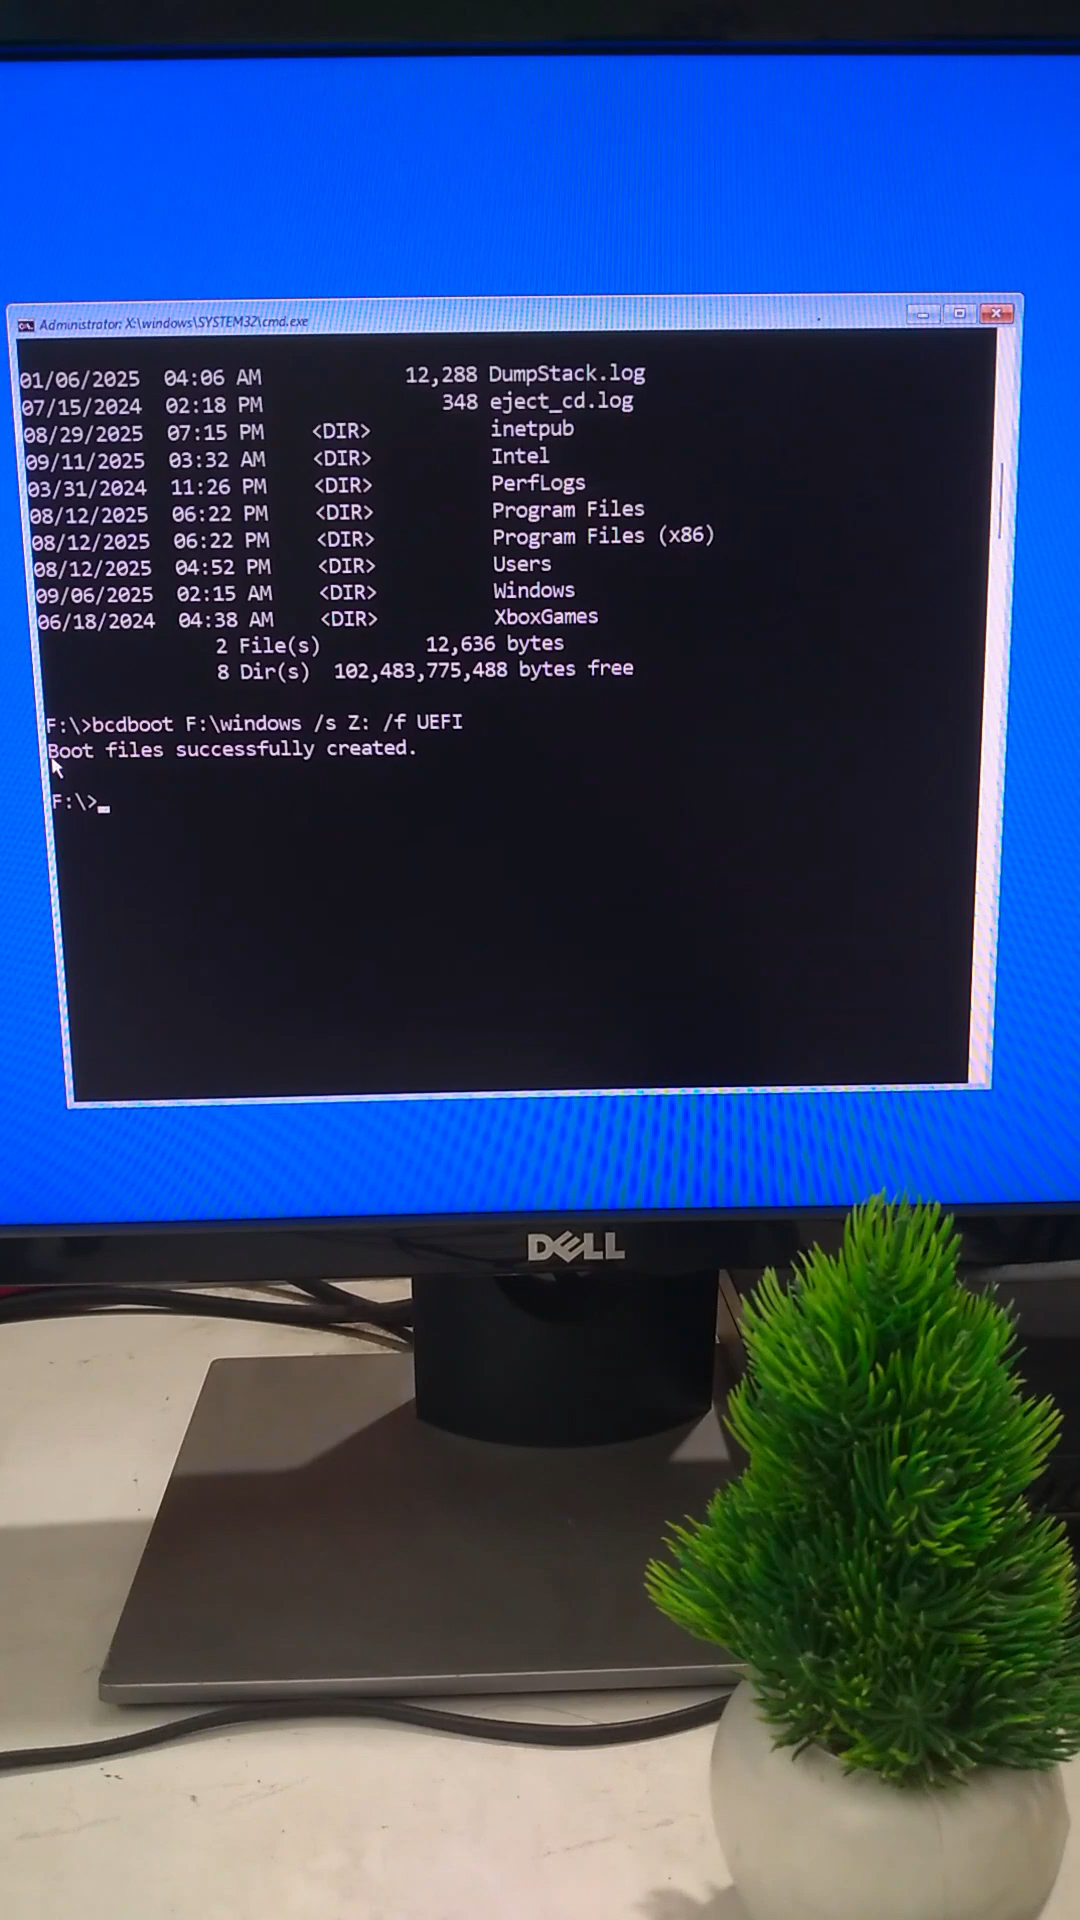 Administrator: X:\windows\SYSTEM32\cmd.exe
01/06/2025  04:06 AM            12,288 DumpStack.log
07/15/2024  02:18 PM               348 eject_cd.log
08/29/2025  07:15 PM    <DIR>          inetpub
09/11/2025  03:32 AM    <DIR>          Intel
03/31/2024  11:26 PM    <DIR>          PerfLogs
08/12/2025  06:22 PM    <DIR>          Program Files
08/12/2025  06:22 PM    <DIR>          Program Files (x86)
08/12/2025  04:52 PM    <DIR>          Users
09/06/2025  02:15 AM    <DIR>          Windows
06/18/2024  04:38 AM    <DIR>          XboxGames
2 File(s)         12,636 bytes
8 Dir(s)  102,483,775,488 bytes free
F:\>bcdboot F:\windows /s Z: /f UEFI
Boot files successfully created.
F:\>_
DELL